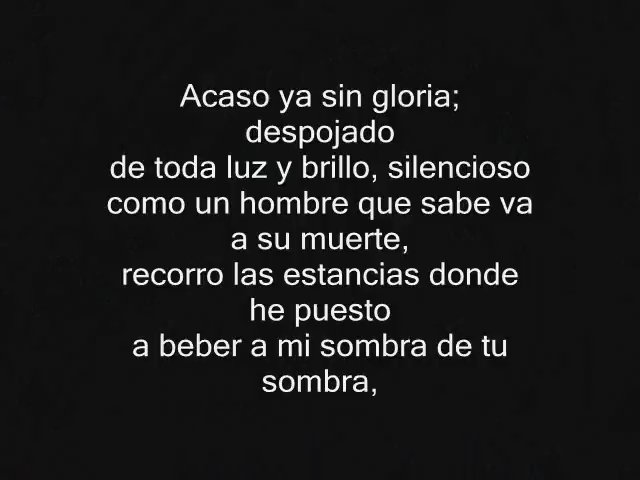 Acaso ya sin gloria;
despojado
de toda luz y brillo, silencioso
como un hombre que sabe va
a su muerte,
recorro las estancias donde
he puesto
a beber a mi sombra de tu
sombra,